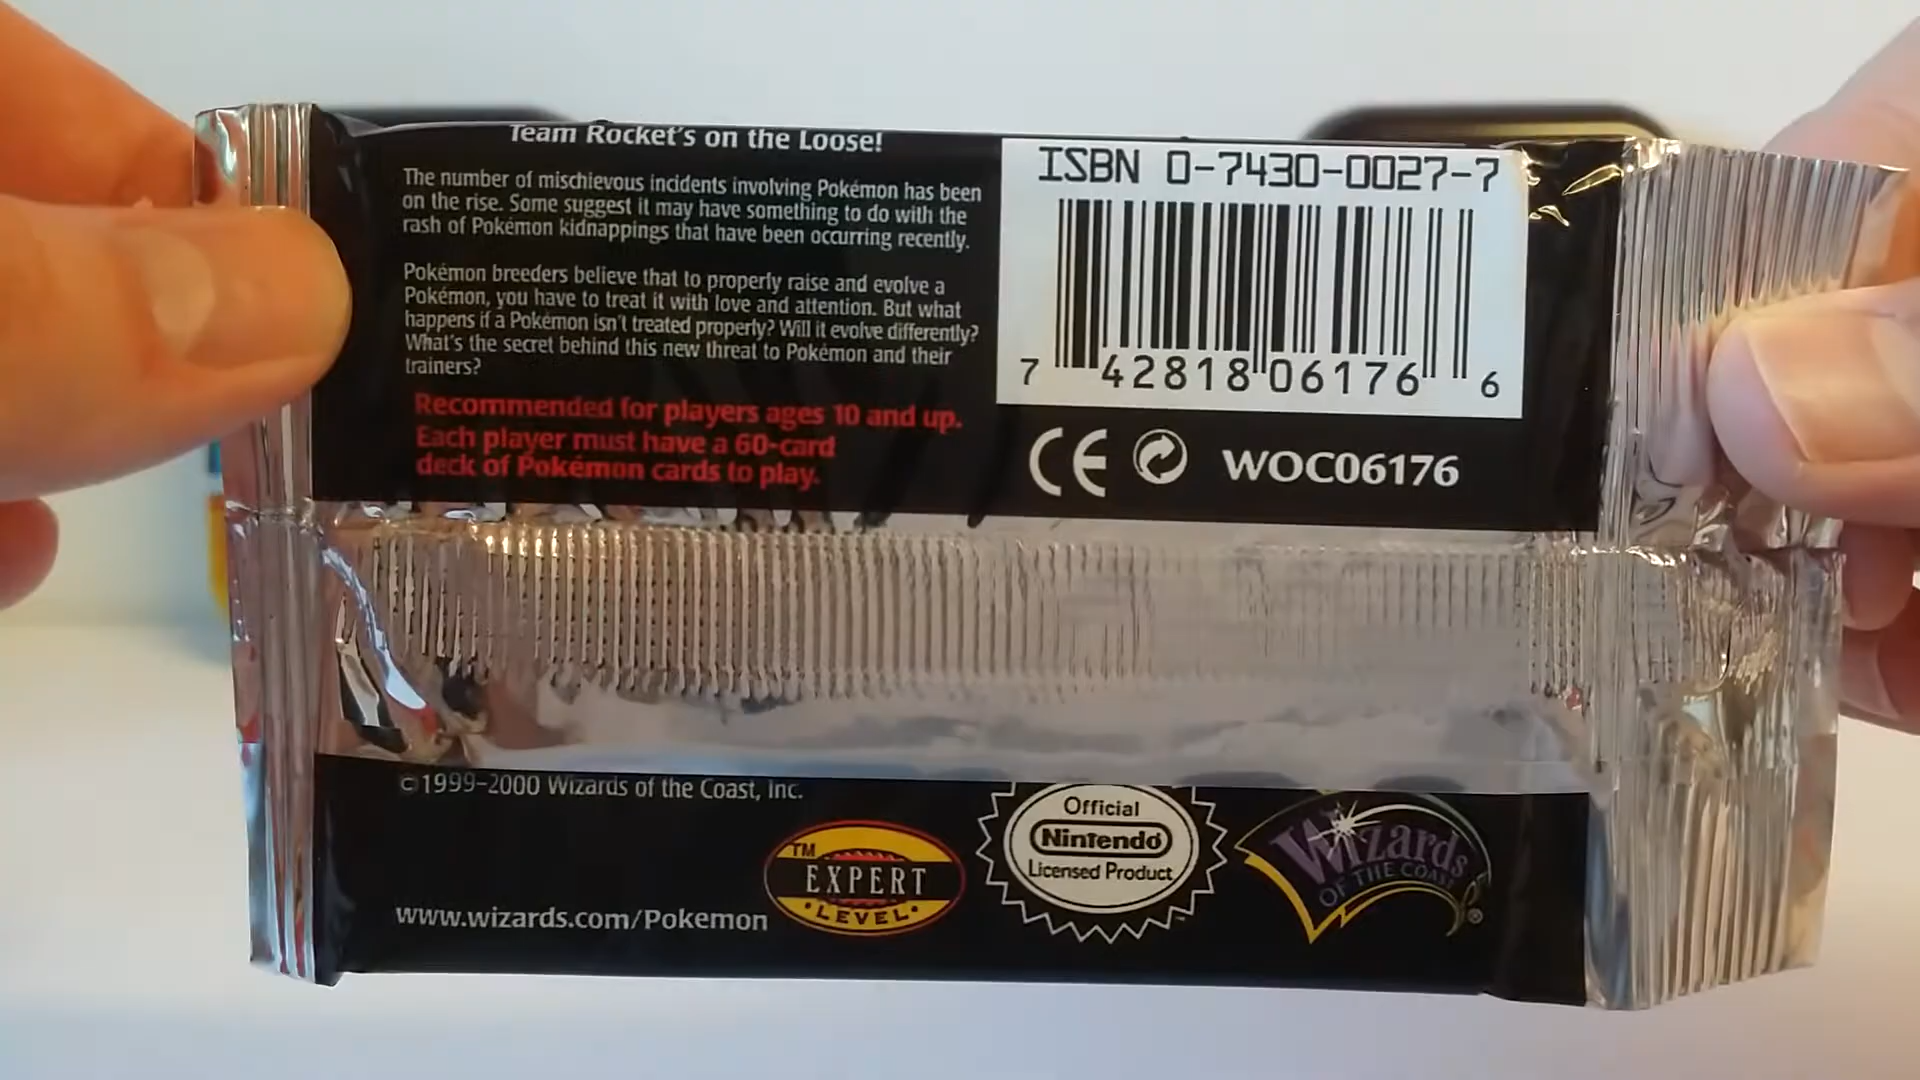 Team Rocket's on the Loose!
The number of mischievous incidents involving Pokémon has been
on the rise. Some suggest it may have something to do with the
rash of Pokémon kidnappings that have been occurring recently.
Pokémon breeders believe that to properly raise and evolve a
Pokémon, you have to treat it with love and attention. But what
happens if a Pokémon isn't treated properly? Will it evolve differently?
What's the secret behind this new threat to Pokémon and their
trainers?
Recommended for players ages 10 and up.
Each player must have a 60-card
deck of Pokémon cards to play.
ISBN 0-7430-0027-7
7 42818 06176 6
CE WOC06176
©1999-2000 Wizards of the Coast, Inc.
www.wizards.com/Pokemon
TM
EXPERT
•LEVEL•
Official
Nintendo
Licensed Product
™
Wizards
OF THE COAST
®